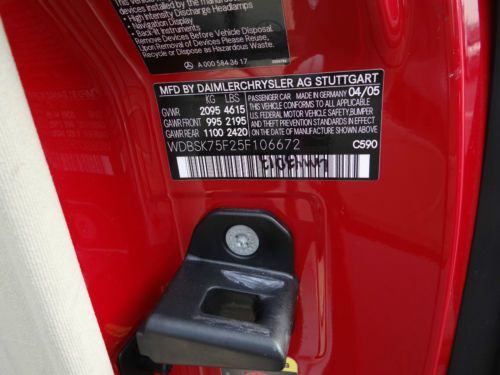 devices installed by the manufa
• High Intensity Discharge Headlamps
• Navigation Display
• Back-lit Instruments
Remove Devices Before Vehicle Disposal
Upon Removal of Devices Please Reuse,
Recycle or Dispose as Hazardous Waste.
A 000 584 36 17
MFD BY DAIMLERCHRYSLER AG STUTTGART
KG LBS PASSENGER CAR MADE IN GERMANY 04/05
GVWR 2095 4615 THIS VEHICLE CONFORMS TO ALL APPLICABLE
GAWR FRONT 995 2195 U.S. FEDERAL MOTOR VEHICLE SAFETY, BUMPER
GAWR REAR 1100 2420 AND THEFT PREVENTION STANDARDS IN EFFECT
ON THE DATE OF MANUFACTURE SHOWN ABOVE
WDBSK75F25F106672 C590